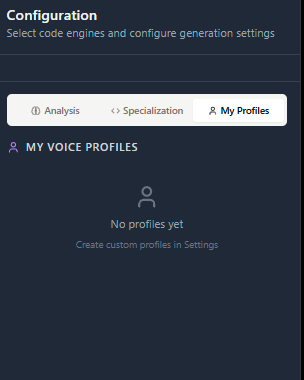 Configuration
Select code engines and configure generation settings
Analysis
Specialization
My Profiles
MY VOICE PROFILES
No profiles yet
Create custom profiles in Settings